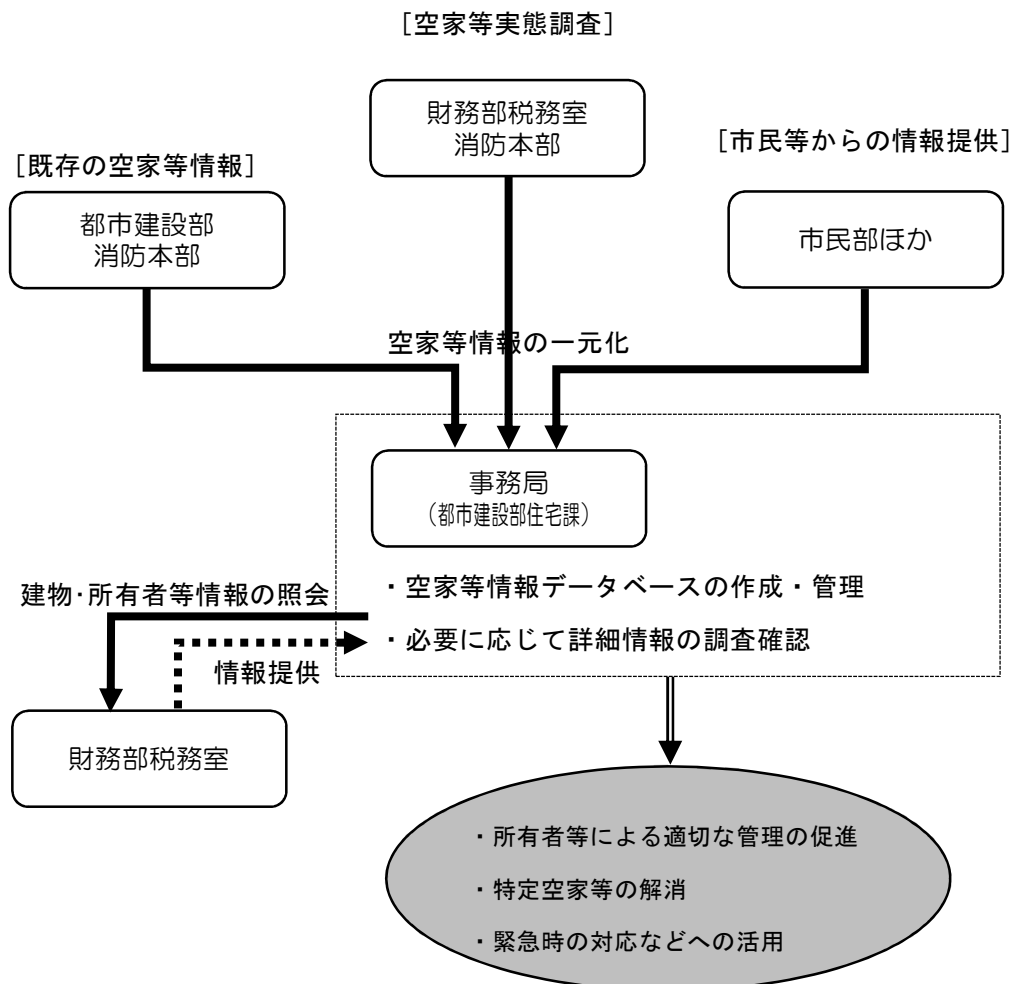 [空家等実態調査]
財務部税務室
消防本部
[市民等からの情報提供]
[既存の空家等情報]
都市建設部
消防本部
市民部ほか
空家等情報の一元化
事務局
（都市建設部住宅課）
・空家等情報データベースの作成・管理
建物･所有者等情報の照会
・必要に応じて詳細情報の調査確認
情報提供
財務部税務室
・所有者等による適切な管理の促進
・特定空家等の解消
・緊急時の対応などへの活用